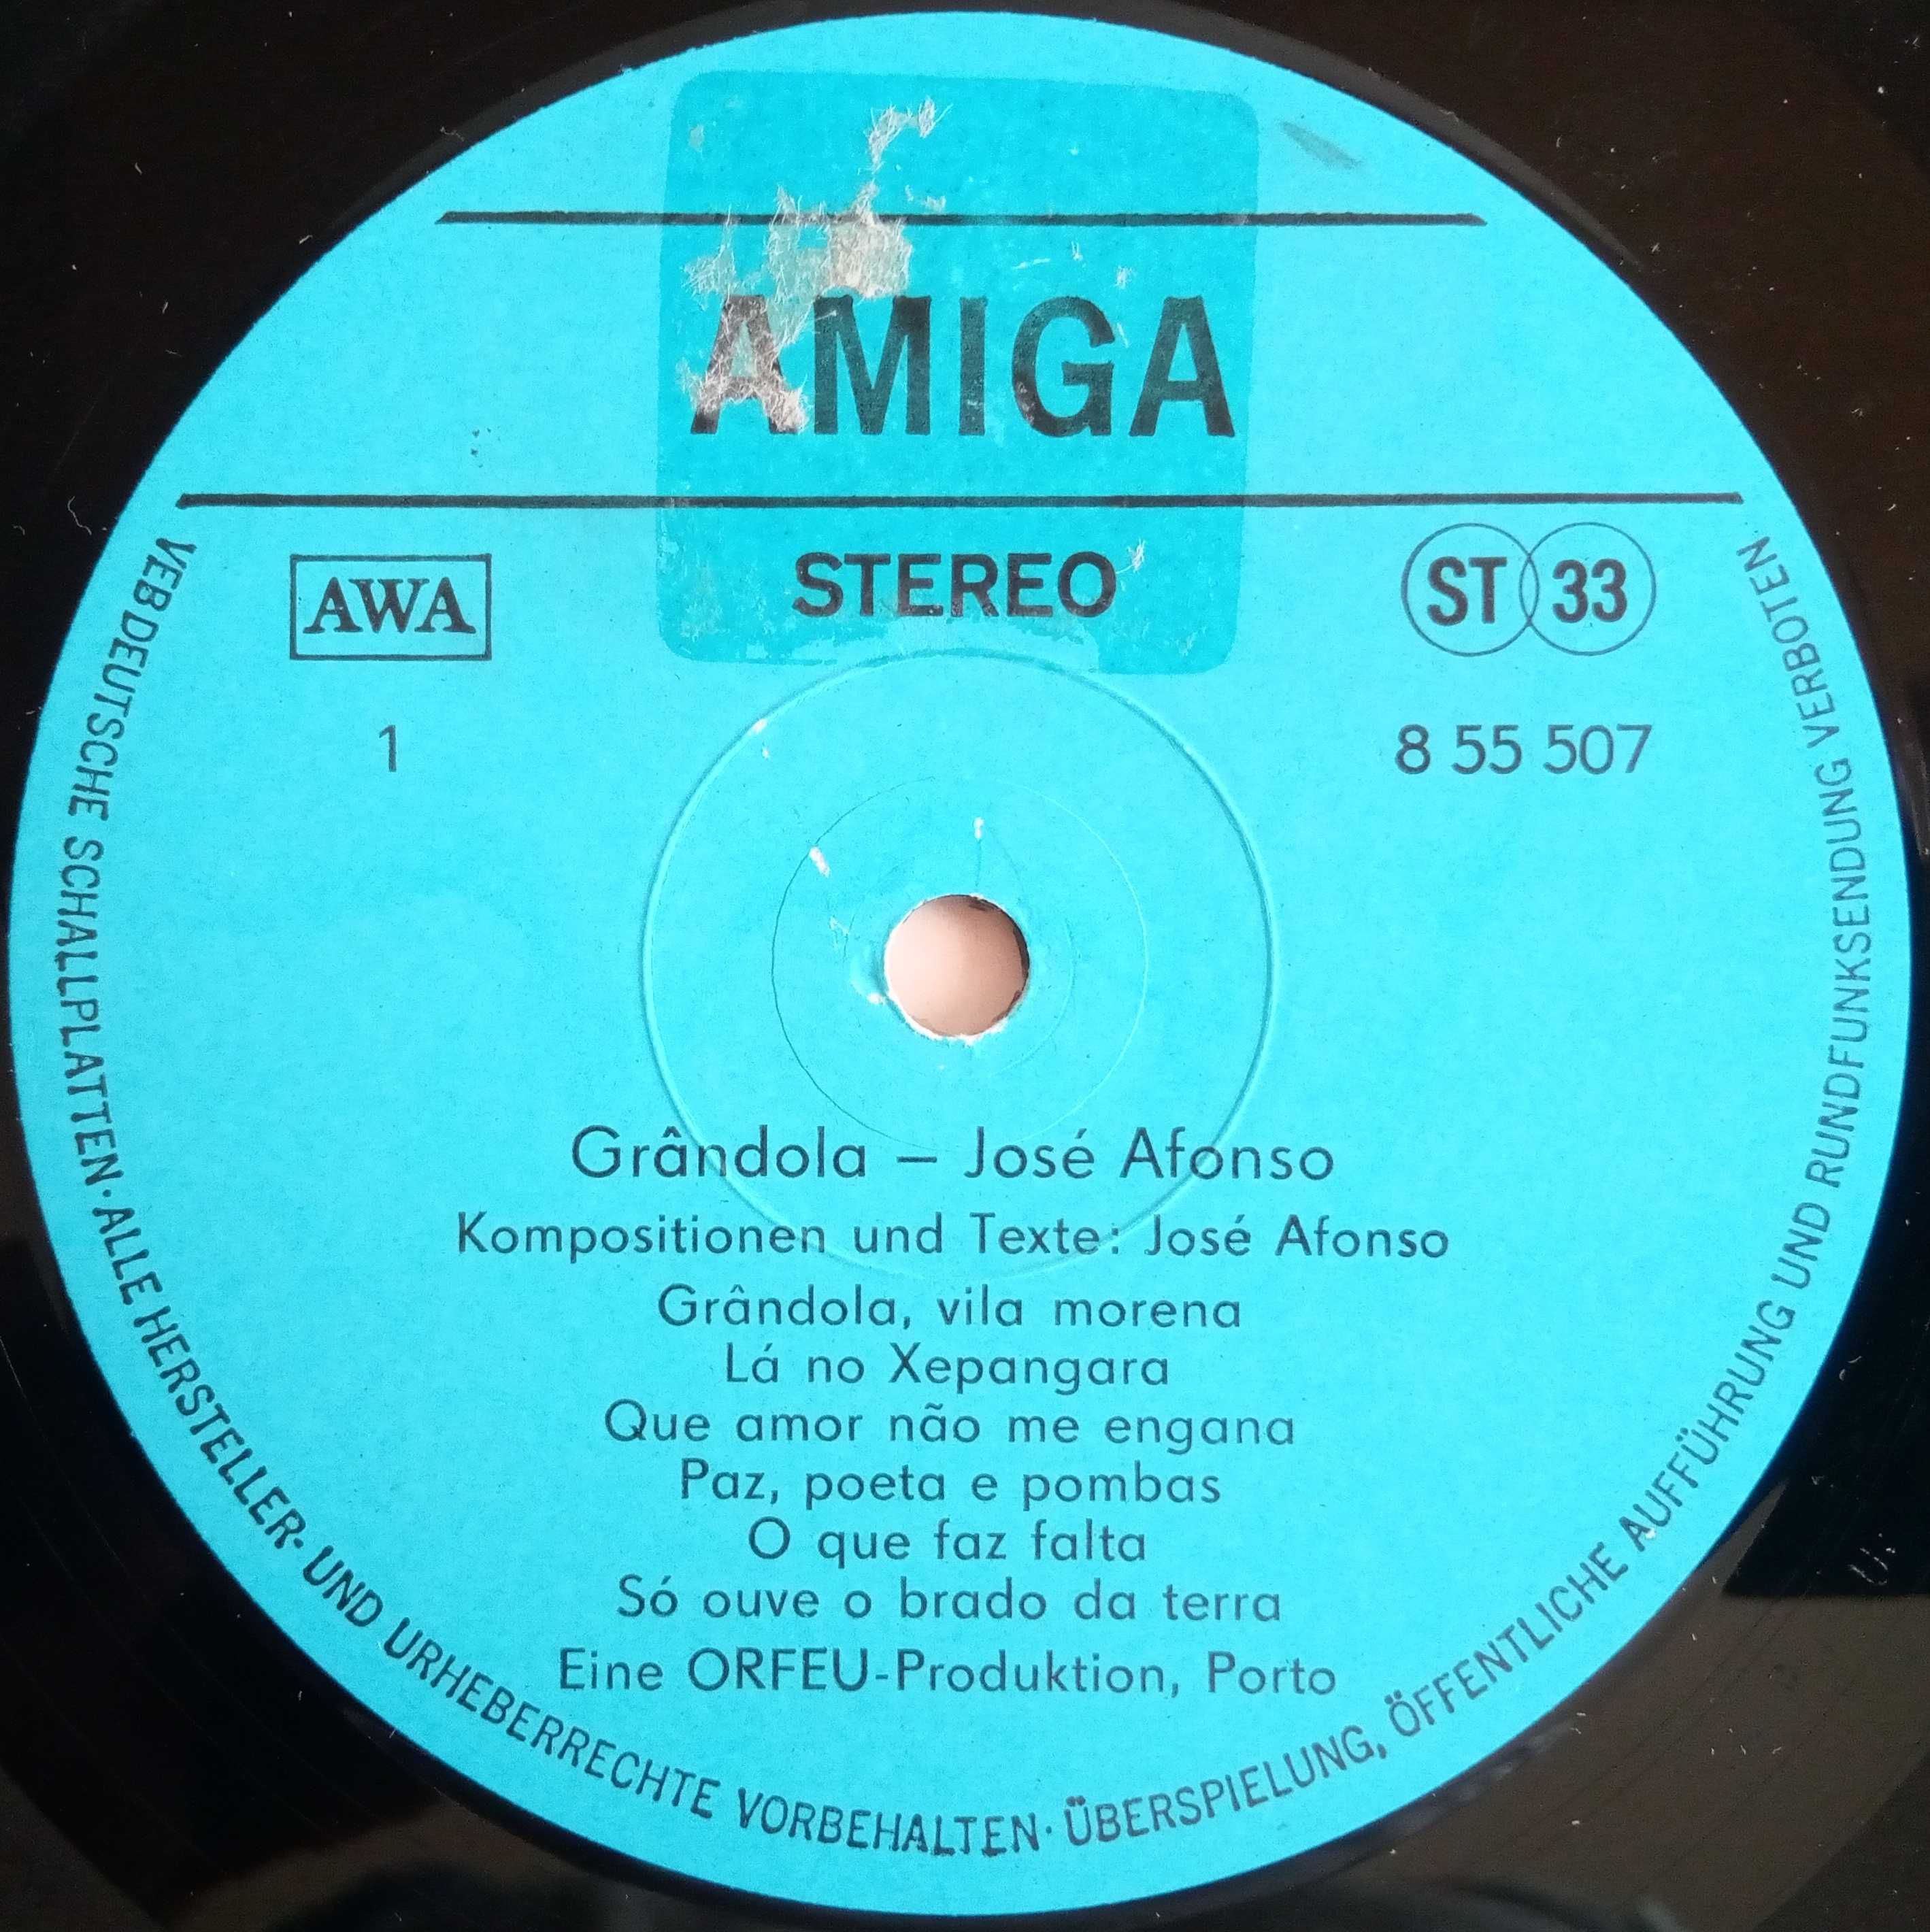 AMIGA
AWA
STEREO
ST 33
1
8 55 507
Grândola – José Afonso
Kompositionen und Texte: José Afonso
Grândola, vila morena
Lá no Xepangara
Que amor não me engana
Paz, poeta e pombas
O que faz falta
Só ouve o brado da terra
Eine ORFEU-Produktion, Porto
VEB DEUTSCHE SCHALLPLATTEN · ALLE HERSTELLER- UND URHEBERRECHTE VORBEHALTEN · ÜBERSPIELUNG, ÖFFENTLICHE AUFFÜHRUNG UND RUNDFUNKSENDUNG VERBOTEN ·